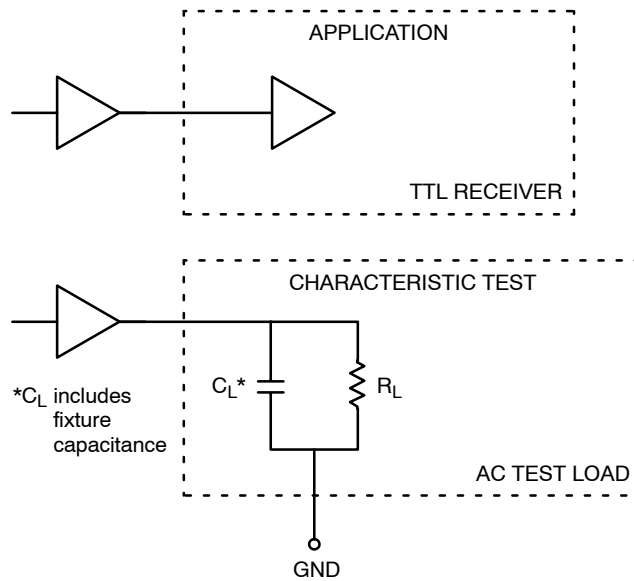 APPLICATION
TTL RECEIVER
CHARACTERISTIC TEST
*CL includes
fixture
capacitance
CL*
RL
AC TEST LOAD
GND